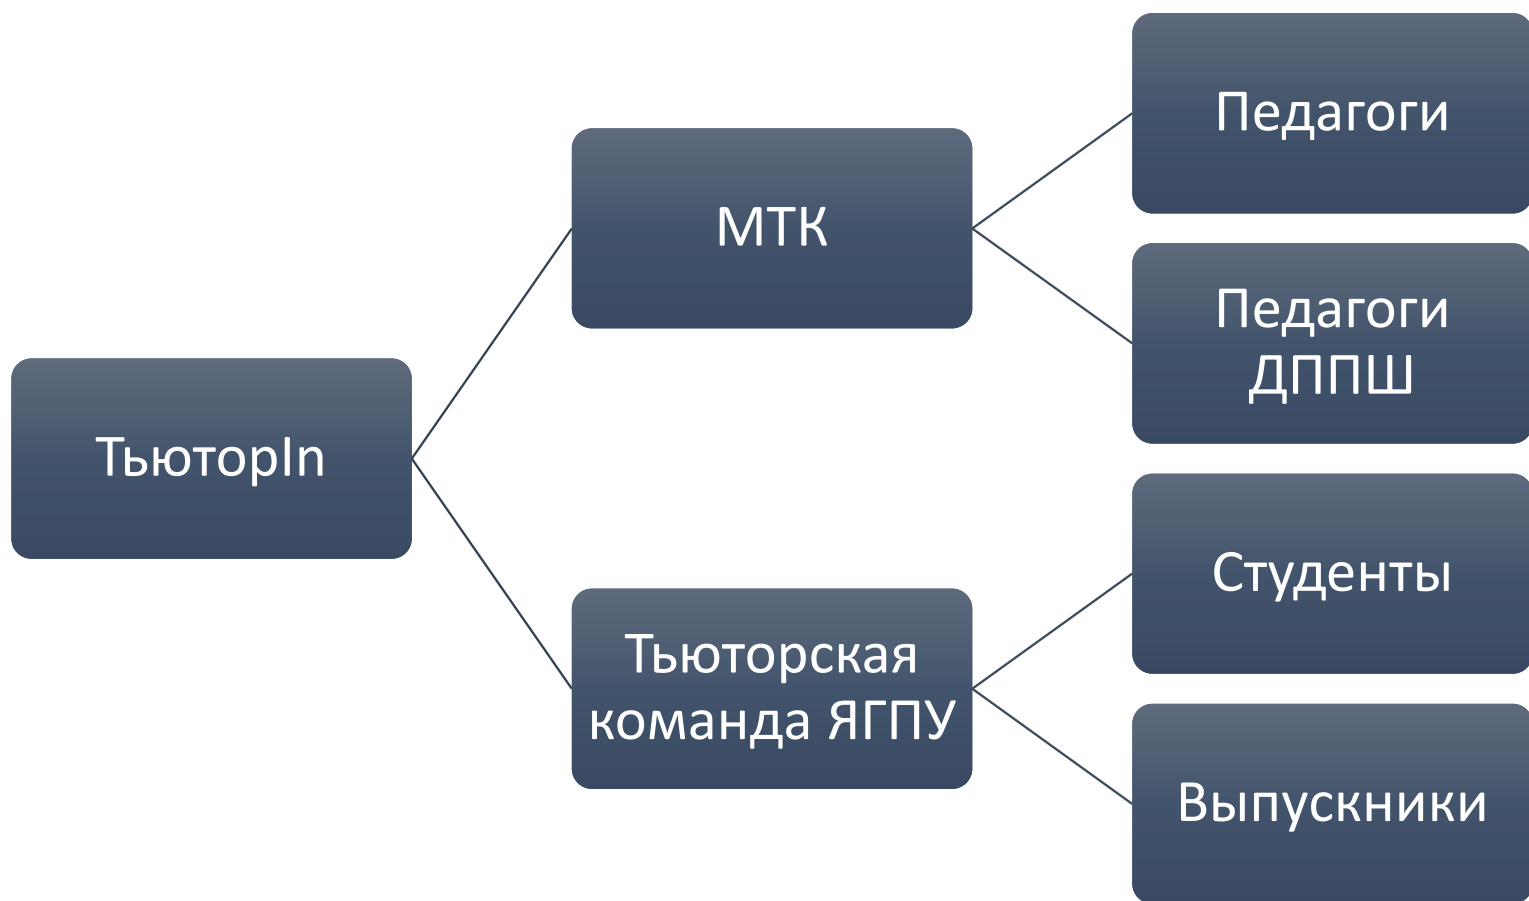 ТьюторIn
МТК
Педагоги
Педагоги
ДППШ
Тьюторская
команда ЯГПУ
Студенты
Выпускники